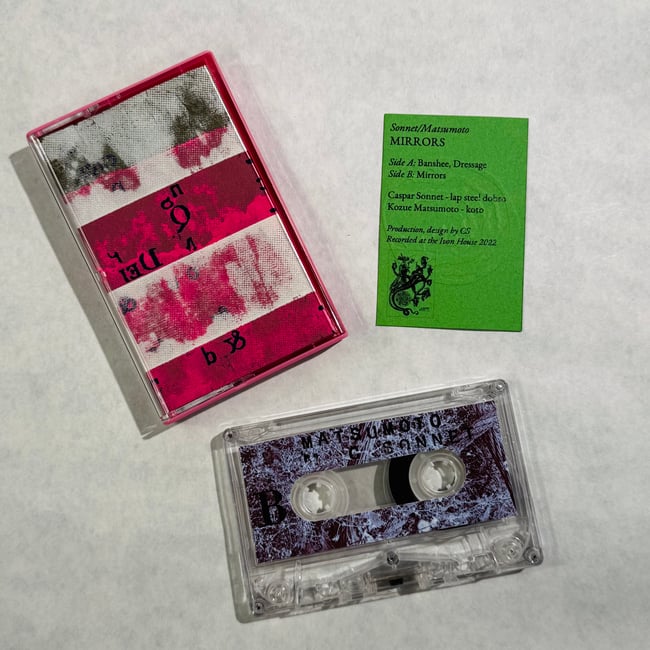 Sonnet/Matsumoto
MIRRORS
Side A: Banshee, Dressage
Side B: Mirrors
Caspar Sonnet - lap steel dobro
Kozue Matsumoto - koto
Production, design by CS
Recorded at the Ivon House 2022
MATSUMOTO
C SONNE
B